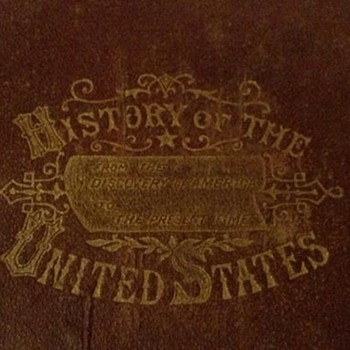 HISTORY OF THE
FROM THE
DISCOVERY OF AMERICA
TO
THE PRESENT TIME
UNITED STATES